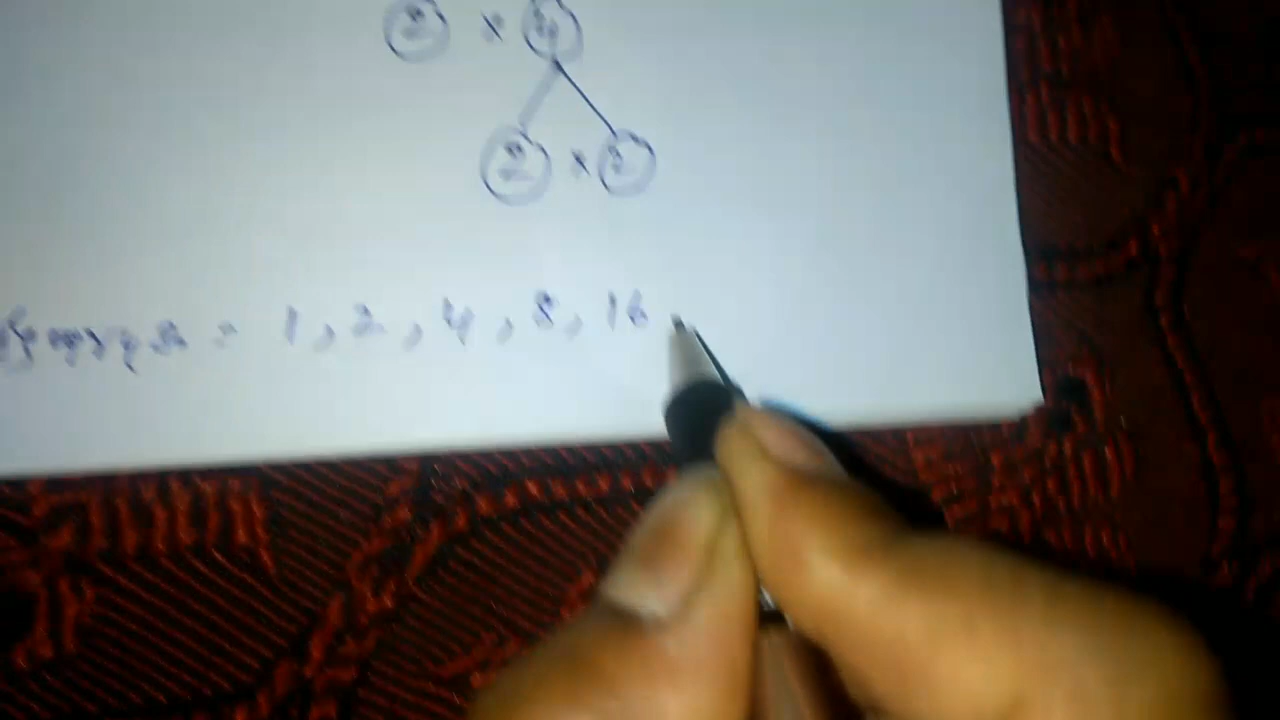 2 × 4
2 × 2
= 1, 2, 4, 8, 16